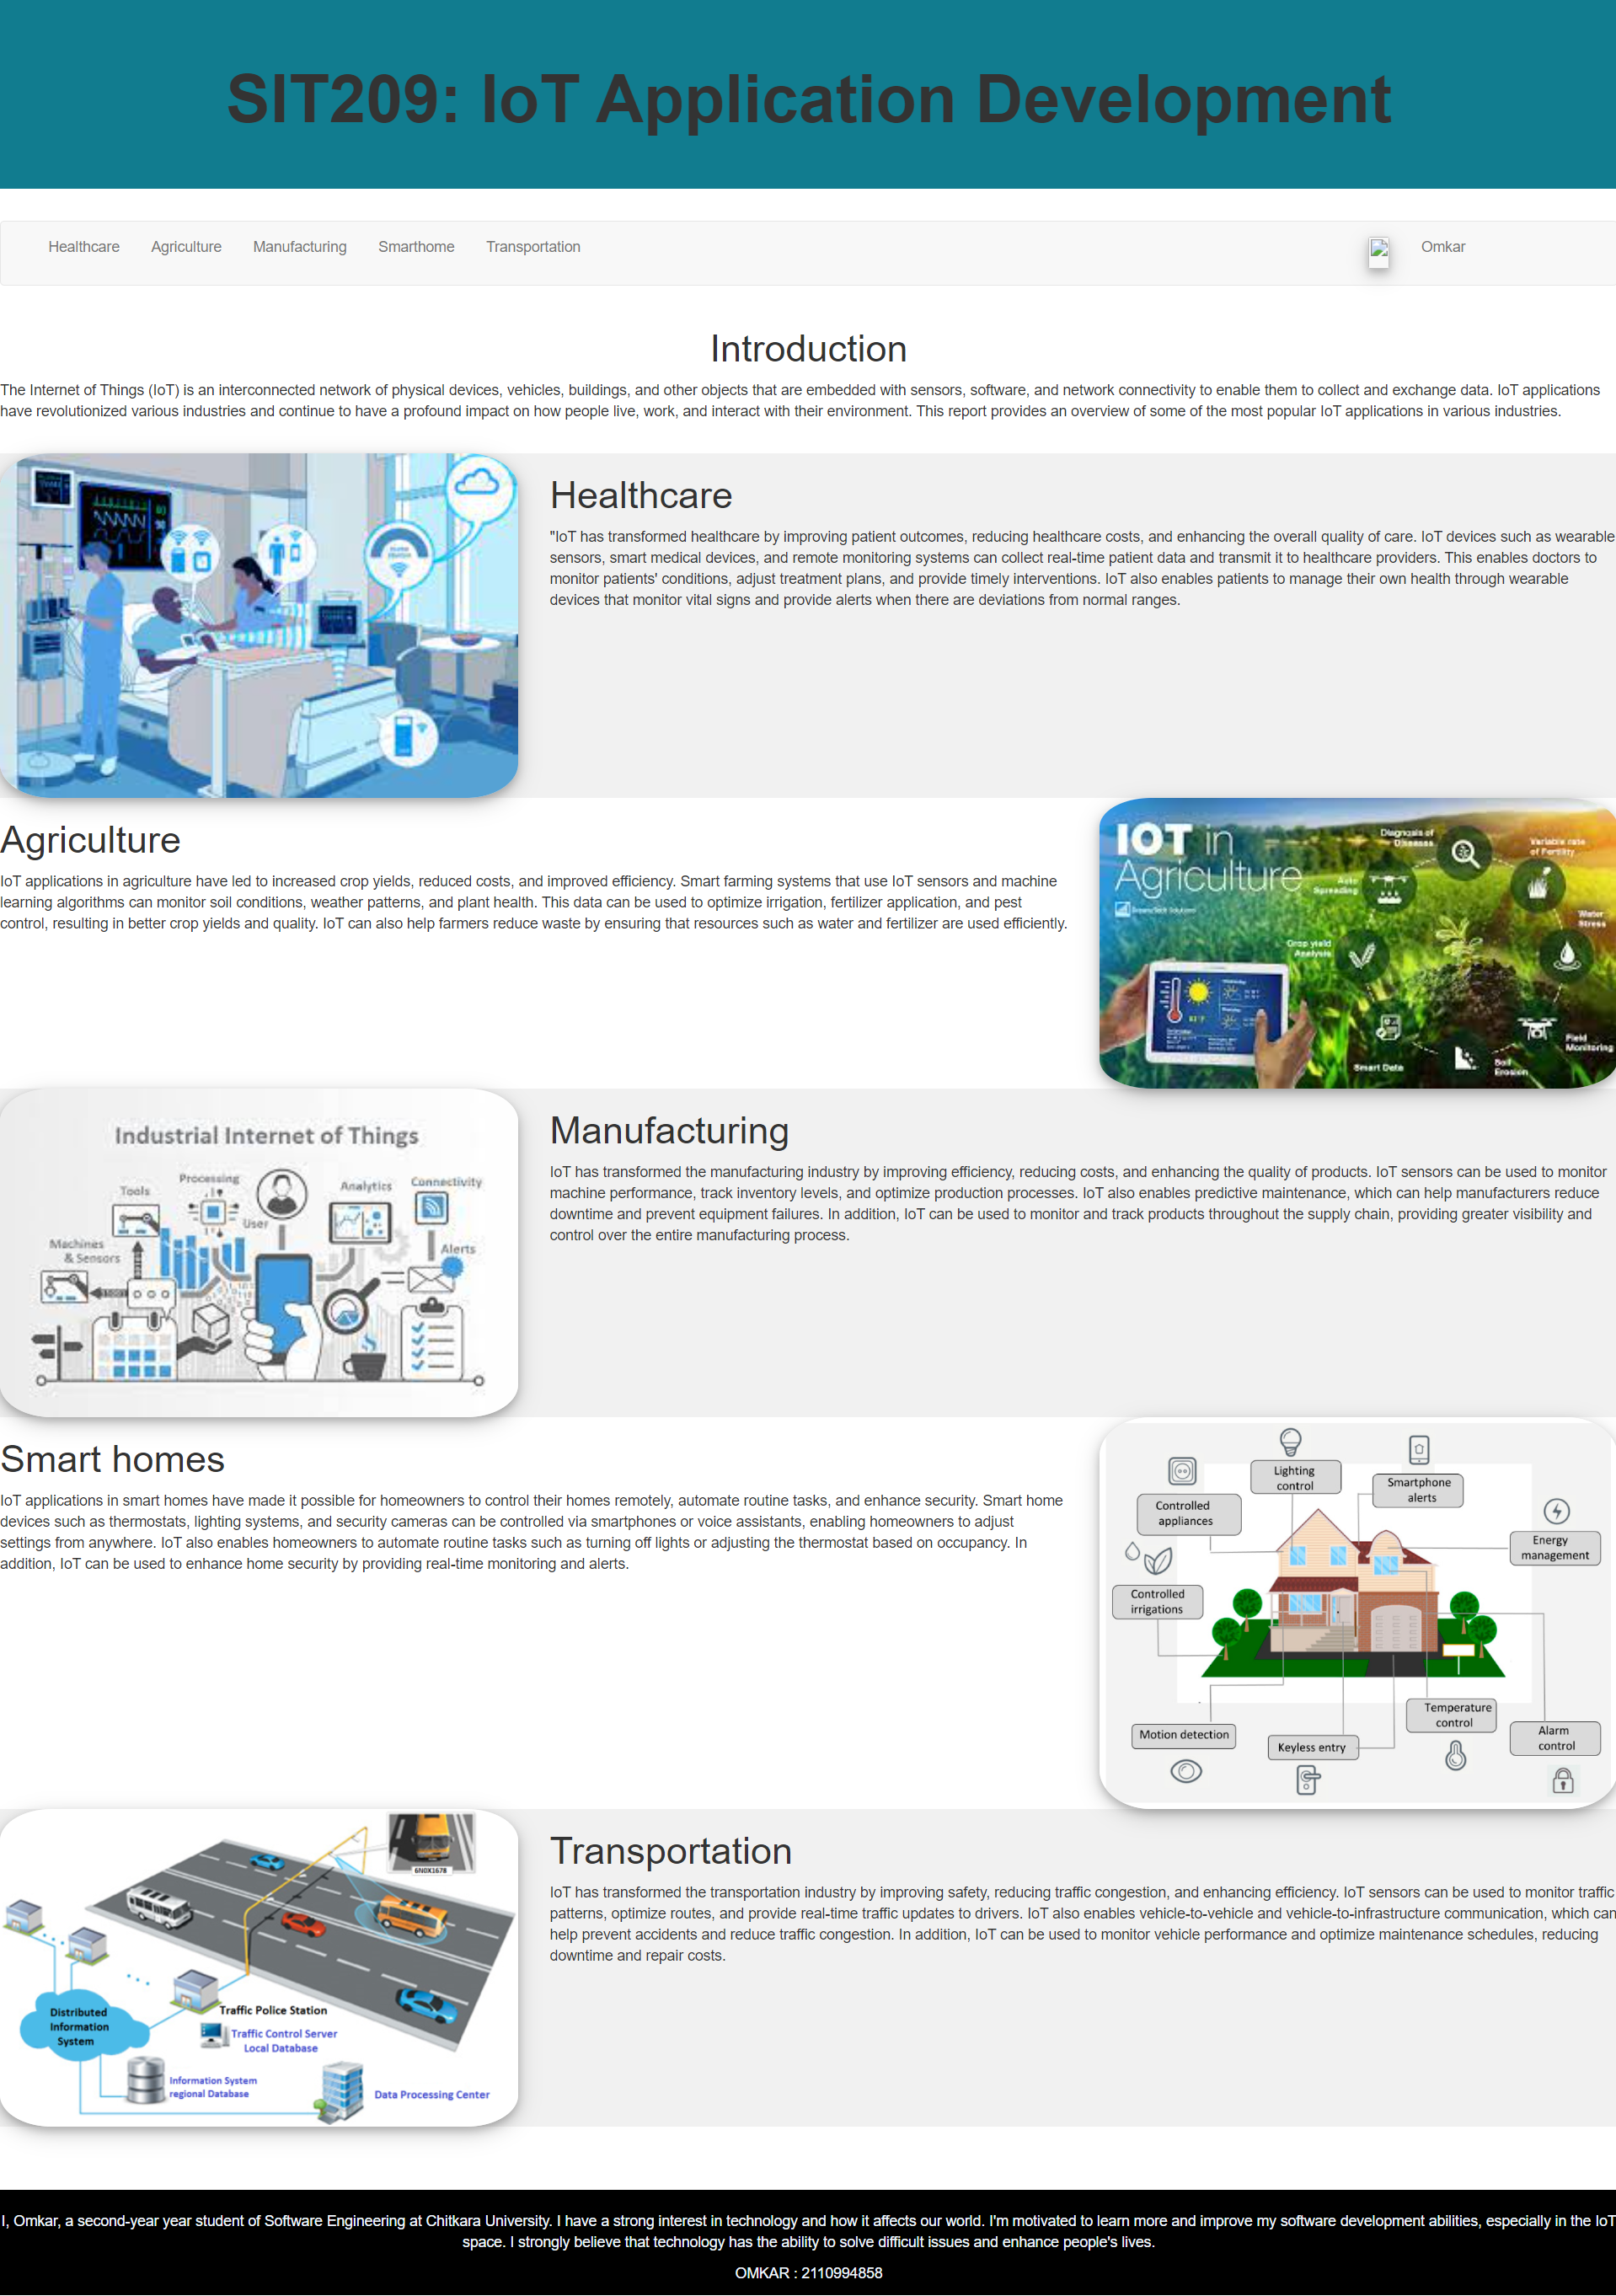 SIT209: IoT Application Development
Healthcare Agriculture Manufacturing Smarthome Transportation Omkar
Introduction
The Internet of Things (IoT) is an interconnected network of physical devices, vehicles, buildings, and other objects that are embedded with sensors, software, and network connectivity to enable them to collect and exchange data. IoT applications
have revolutionized various industries and continue to have a profound impact on how people live, work, and interact with their environment. This report provides an overview of some of the most popular IoT applications in various industries.
Healthcare
"IoT has transformed healthcare by improving patient outcomes, reducing healthcare costs, and enhancing the overall quality of care. IoT devices such as wearable
sensors, smart medical devices, and remote monitoring systems can collect real-time patient data and transmit it to healthcare providers. This enables doctors to
monitor patients' conditions, adjust treatment plans, and provide timely interventions. IoT also enables patients to manage their own health through wearable
devices that monitor vital signs and provide alerts when there are deviations from normal ranges.
Agriculture
IoT applications in agriculture have led to increased crop yields, reduced costs, and improved efficiency. Smart farming systems that use IoT sensors and machine
learning algorithms can monitor soil conditions, weather patterns, and plant health. This data can be used to optimize irrigation, fertilizer application, and pest
control, resulting in better crop yields and quality. IoT can also help farmers reduce waste by ensuring that resources such as water and fertilizer are used efficiently.
IOT in
Agriculture
Diagnosis of
Diseases
Variable rate
of Fertility
Auto
Spreading
Water
Stress
Crop yield
Analysis
Field
Monitoring
Smart Data
Soil
Erosion
Industrial Internet of Things
Tools
Processing
User
Analytics
Connectivity
Machines
& Sensors
Alerts
Manufacturing
IoT has transformed the manufacturing industry by improving efficiency, reducing costs, and enhancing the quality of products. IoT sensors can be used to monitor
machine performance, track inventory levels, and optimize production processes. IoT also enables predictive maintenance, which can help manufacturers reduce
downtime and prevent equipment failures. In addition, IoT can be used to monitor and track products throughout the supply chain, providing greater visibility and
control over the entire manufacturing process.
Smart homes
IoT applications in smart homes have made it possible for homeowners to control their homes remotely, automate routine tasks, and enhance security. Smart home
devices such as thermostats, lighting systems, and security cameras can be controlled via smartphones or voice assistants, enabling homeowners to adjust
settings from anywhere. IoT also enables homeowners to automate routine tasks such as turning off lights or adjusting the thermostat based on occupancy. In
addition, IoT can be used to enhance home security by providing real-time monitoring and alerts.
Lighting
control
Smartphone
alerts
Controlled
appliances
Energy
management
Controlled
irrigations
Temperature
control
Motion detection
Keyless entry
Alarm
control
6N0X1678
Distributed
Information
System
Traffic Police Station
Traffic Control Server
Local Database
Information System
regional Database
Data Processing Center
Transportation
IoT has transformed the transportation industry by improving safety, reducing traffic congestion, and enhancing efficiency. IoT sensors can be used to monitor traffic
patterns, optimize routes, and provide real-time traffic updates to drivers. IoT also enables vehicle-to-vehicle and vehicle-to-infrastructure communication, which can
help prevent accidents and reduce traffic congestion. In addition, IoT can be used to monitor vehicle performance and optimize maintenance schedules, reducing
downtime and repair costs.
I, Omkar, a second-year year student of Software Engineering at Chitkara University. I have a strong interest in technology and how it affects our world. I'm motivated to learn more and improve my software development abilities, especially in the IoT
space. I strongly believe that technology has the ability to solve difficult issues and enhance people's lives.
OMKAR : 2110994858